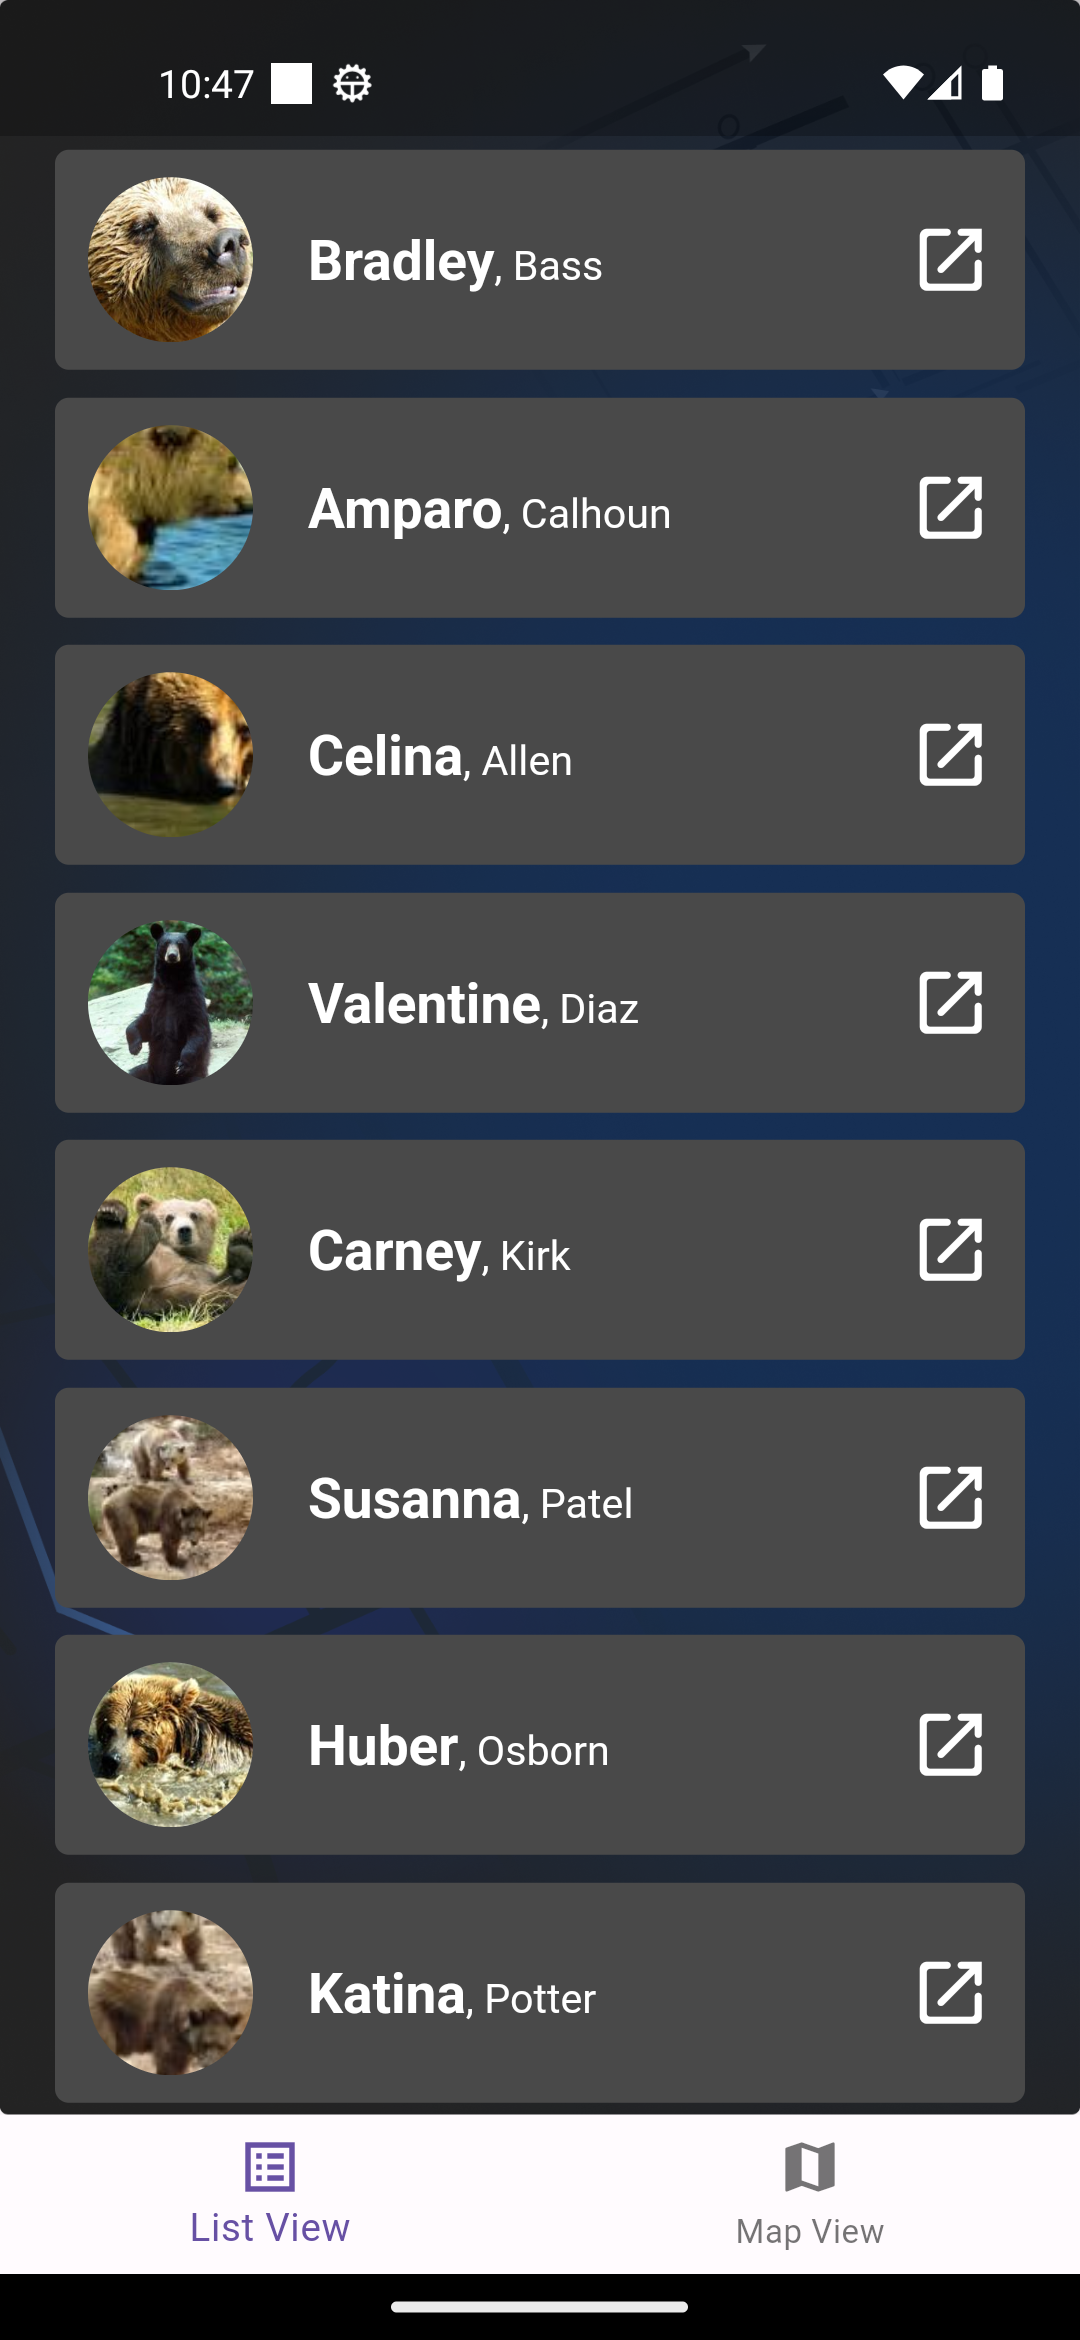 10:47
Bradley, Bass
Amparo, Calhoun
Celina, Allen
Valentine, Diaz
Carney, Kirk
Susanna, Patel
Huber, Osborn
Katina, Potter
List View
Map View